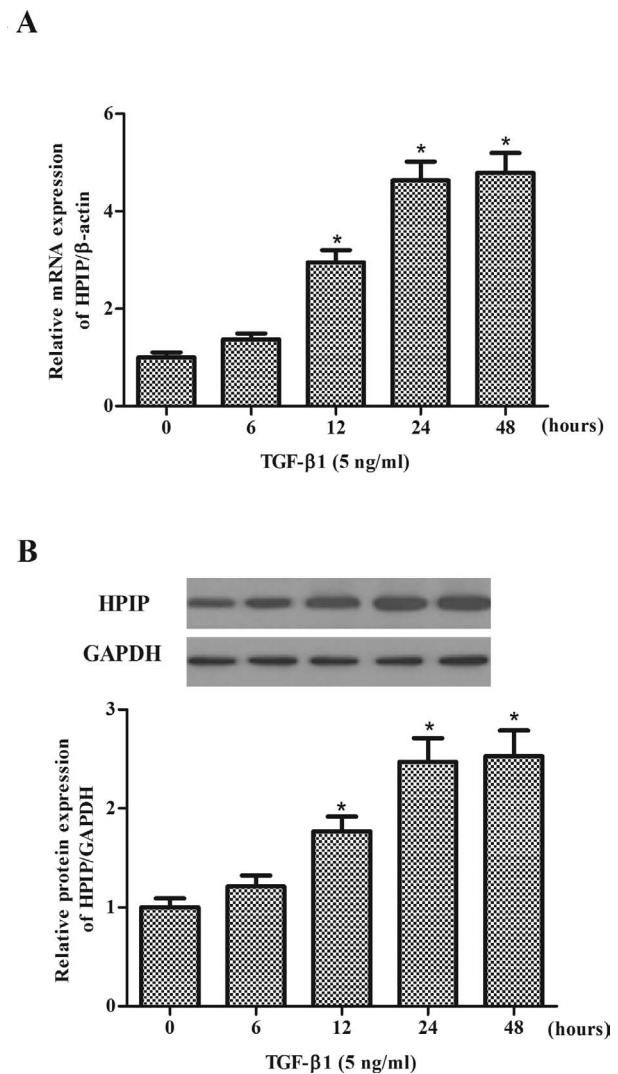 A
Relative mRNA expression
of HPIP/β-actin
6
4
2
0
*
*
*
0 6 12 24 48 (hours)
TGF-β1 (5 ng/ml)
B
HPIP
GAPDH
Relative protein expression
of HPIP/GAPDH
3
2
1
0
*
*
*
0 6 12 24 48 (hours)
TGF-β1 (5 ng/ml)